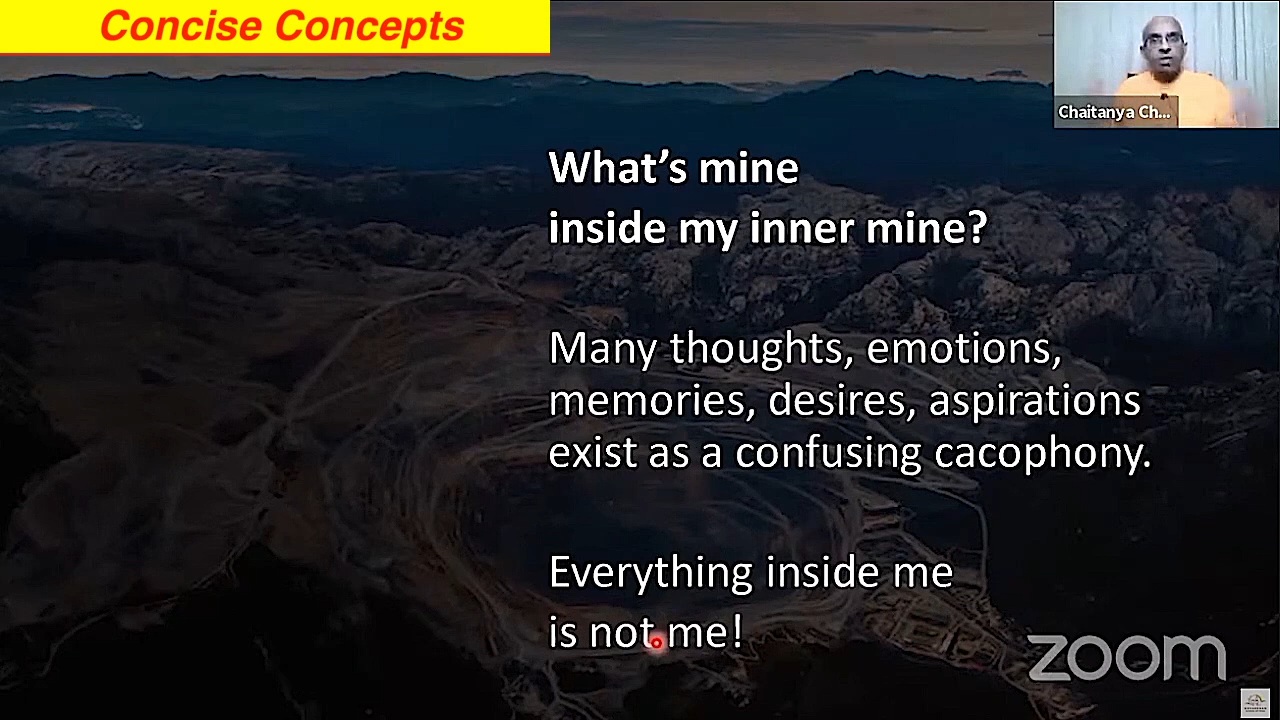 Concise Concepts
Chaitanya Ch...
What's mine
inside my inner mine?
Many thoughts, emotions,
memories, desires, aspirations
exist as a confusing cacophony.
Everything inside me
is not me!
zoom